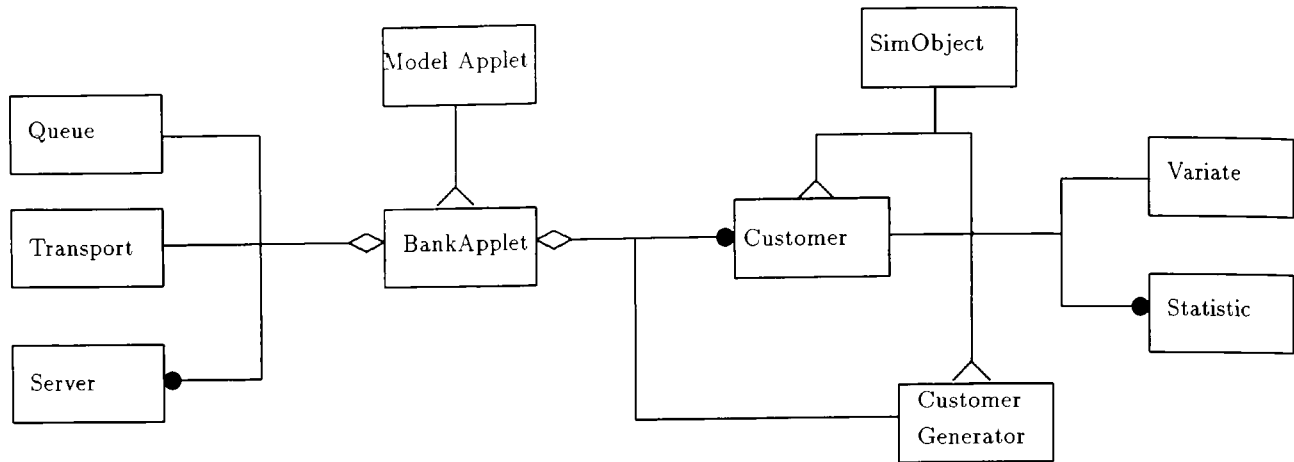 SimObject
Model Applet
Queue
Variate
Transport
BankApplet
Customer
Statistic
Server
Customer
Generator